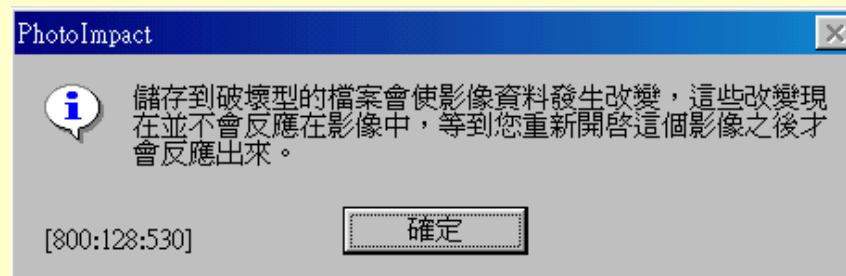 PhotoImpact
儲存到破壞型的檔案會使影像資料發生改變，這些改變現
在並不會反應在影像中，等到您重新開啟這個影像之後才
會反應出來。
[800:128:530]
確定